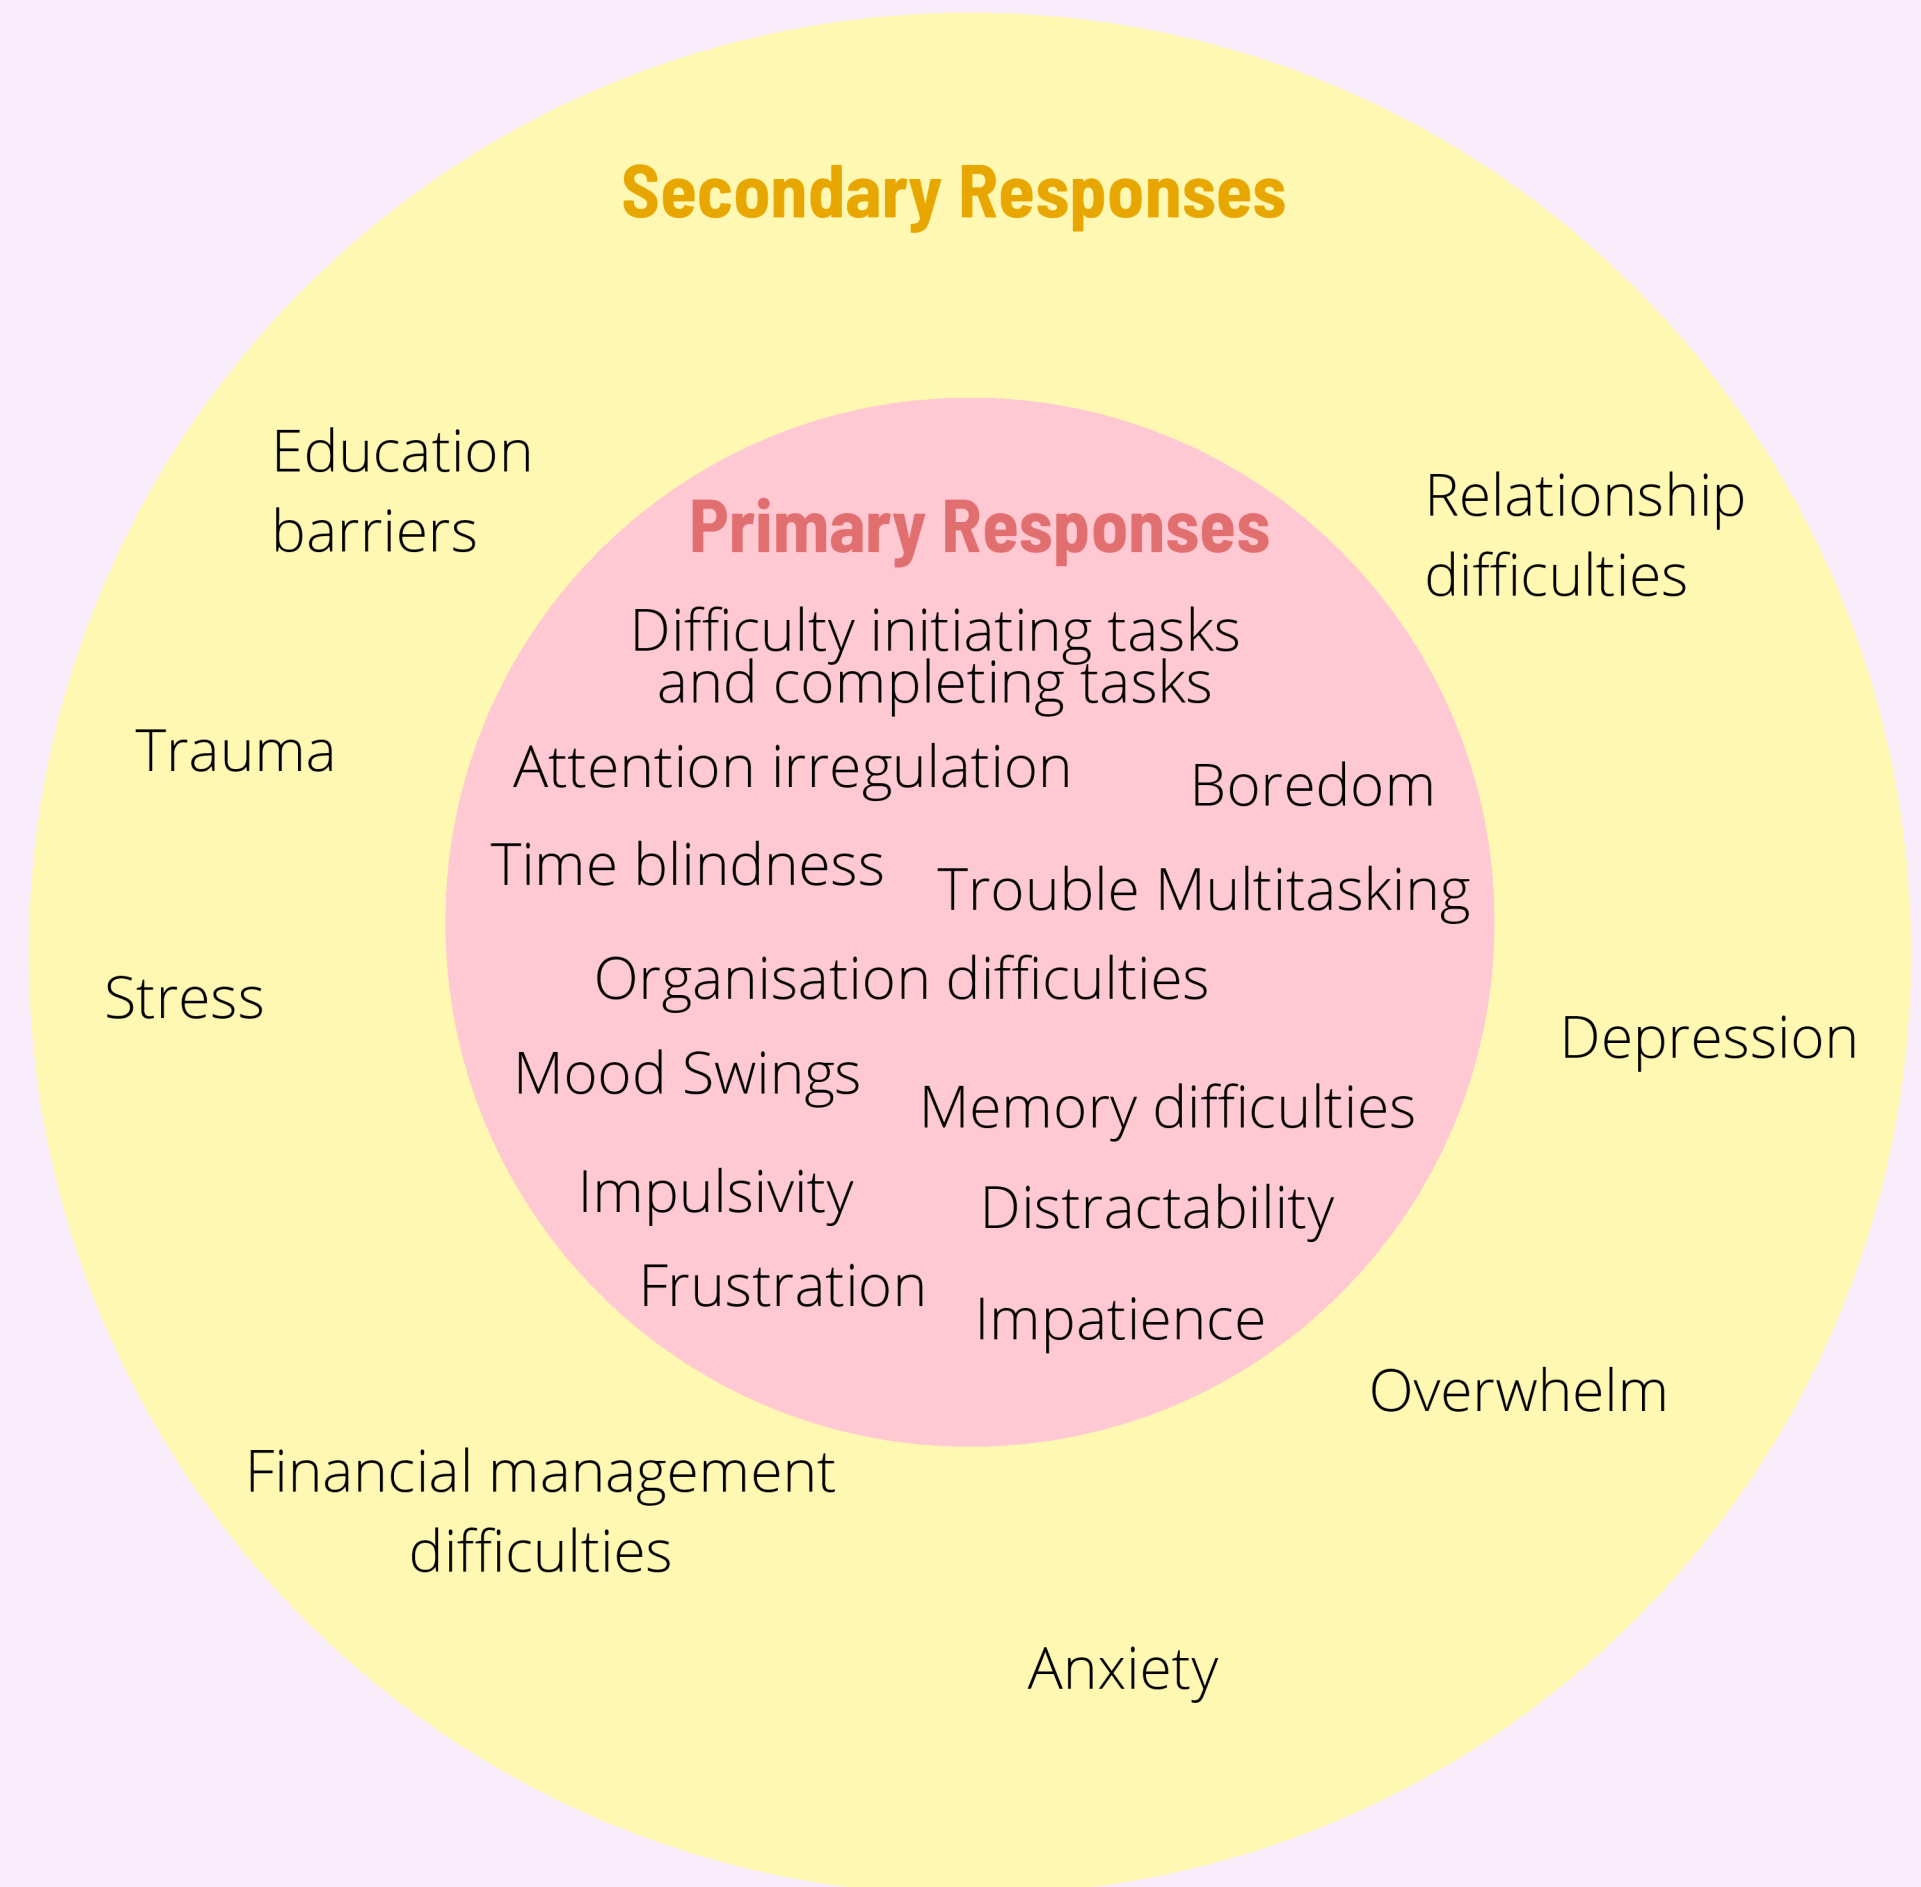 Secondary Responses
Education
barriers
Relationship
difficulties
Primary Responses
Difficulty initiating tasks
and completing tasks
Trauma
Attention irregulation
Boredom
Time blindness
Trouble Multitasking
Stress
Organisation difficulties
Depression
Mood Swings
Memory difficulties
Impulsivity
Distractability
Frustration
Impatience
Overwhelm
Financial management
difficulties
Anxiety